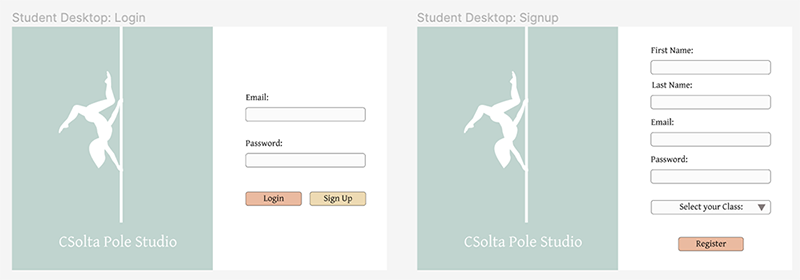 Student Desktop: Login
Email:
Password:
Login
Sign Up
CSolta Pole Studio
Student Desktop: Signup
First Name:
Last Name:
Email:
Password:
Select your Class:
Register
CSolta Pole Studio